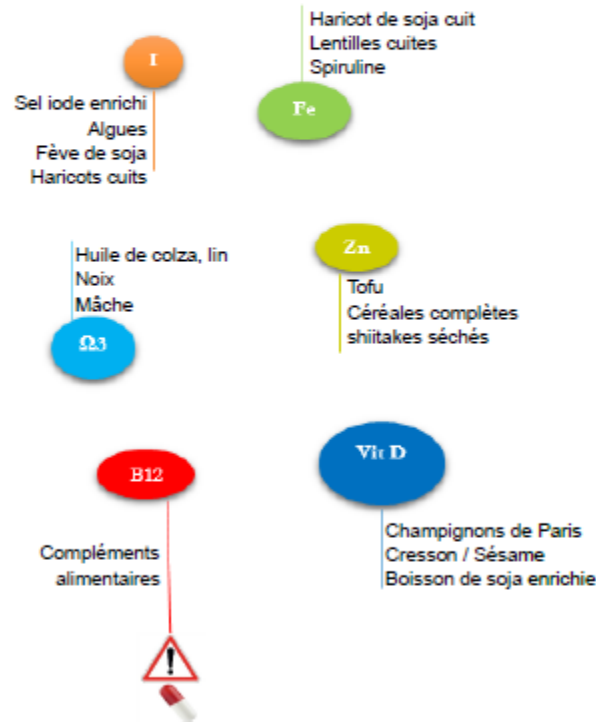 I
Sel iode enrichi
Algues
Fève de soja
Haricots cuits
Haricot de soja cuit
Lentilles cuites
Spiruline
Fe
Huile de colza, lin
Noix
Mâche
Ω3
Zn
Tofu
Céréales complètes
shiitakes séchés
B12
Compléments
alimentaires
Vit D
Champignons de Paris
Cresson / Sésame
Boisson de soja enrichie